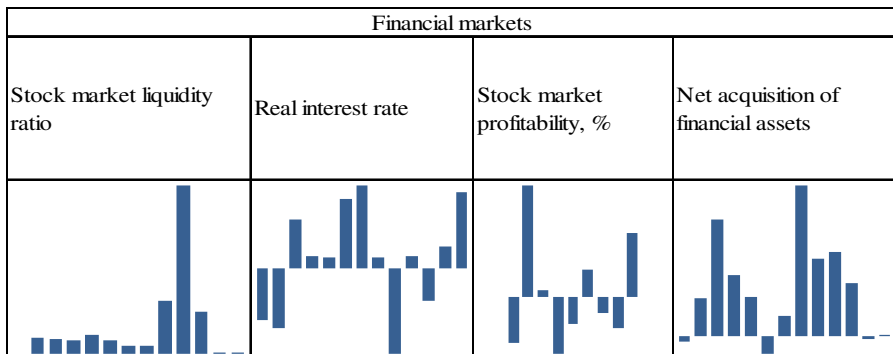 Financial markets
Stock market liquidity
ratio
Real interest rate
Stock market
profitability, %
Net acquisition of
financial assets